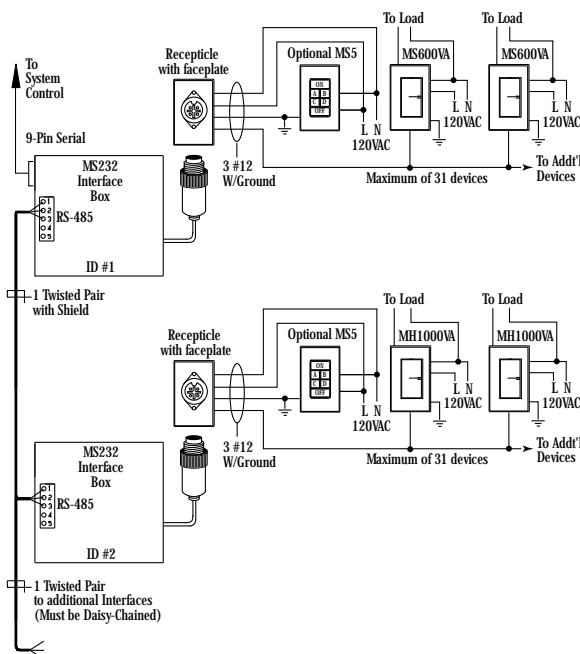 To Load
To Load
To
System
Control
Recepticle
with faceplate
Optional MS5
MS600VA
MS600VA
ON
A B
C D
OFF
L N
120VAC
L N
120VAC
L N
120VAC
9-Pin Serial
MS232
Interface
Box
3 #12
W/Ground
Maximum of 31 devices
To Addt'l
Devices
1
2
3
4
5
RS-485
ID #1
1 Twisted Pair
with Shield
To Load
To Load
Recepticle
with faceplate
Optional MS5
MH1000VA
MH1000VA
ON
A B
C D
OFF
L N
120VAC
L N
120VAC
L N
120VAC
MS232
Interface
Box
3 #12
W/Ground
Maximum of 31 devices
To Addt'l
Devices
1
2
3
4
5
RS-485
ID #2
1 Twisted Pair
to additional Interfaces
(Must be Daisy-Chained)